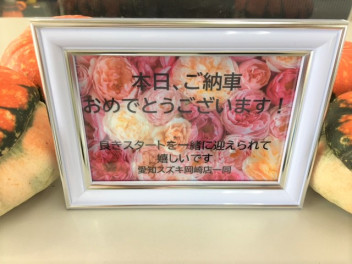 本日、ご納車
おめでとうございます!
良きスタートを一緒に迎えられて
嬉しいです
愛知スズキ岡崎店一同